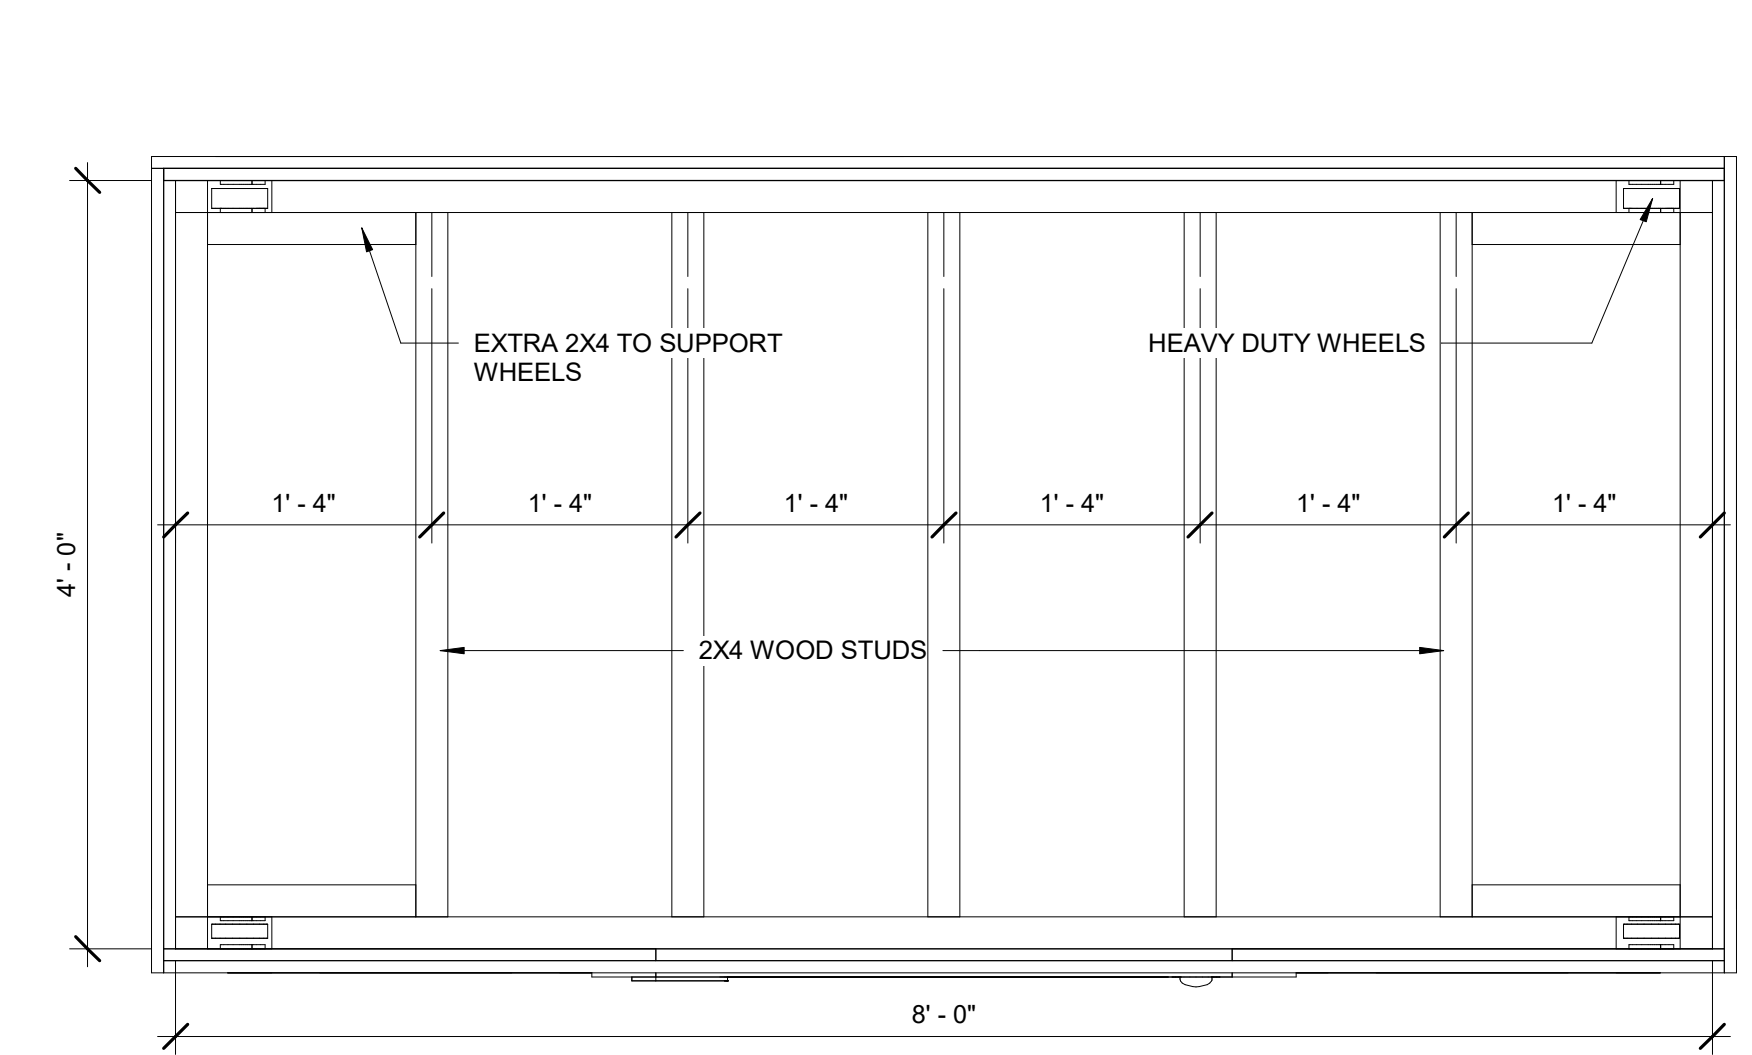 EXTRA 2X4 TO SUPPORT
WHEELS
HEAVY DUTY WHEELS
1' - 4"
1' - 4"
1' - 4"
1' - 4"
1' - 4"
1' - 4"
4' - 0"
2X4 WOOD STUDS
8' - 0"